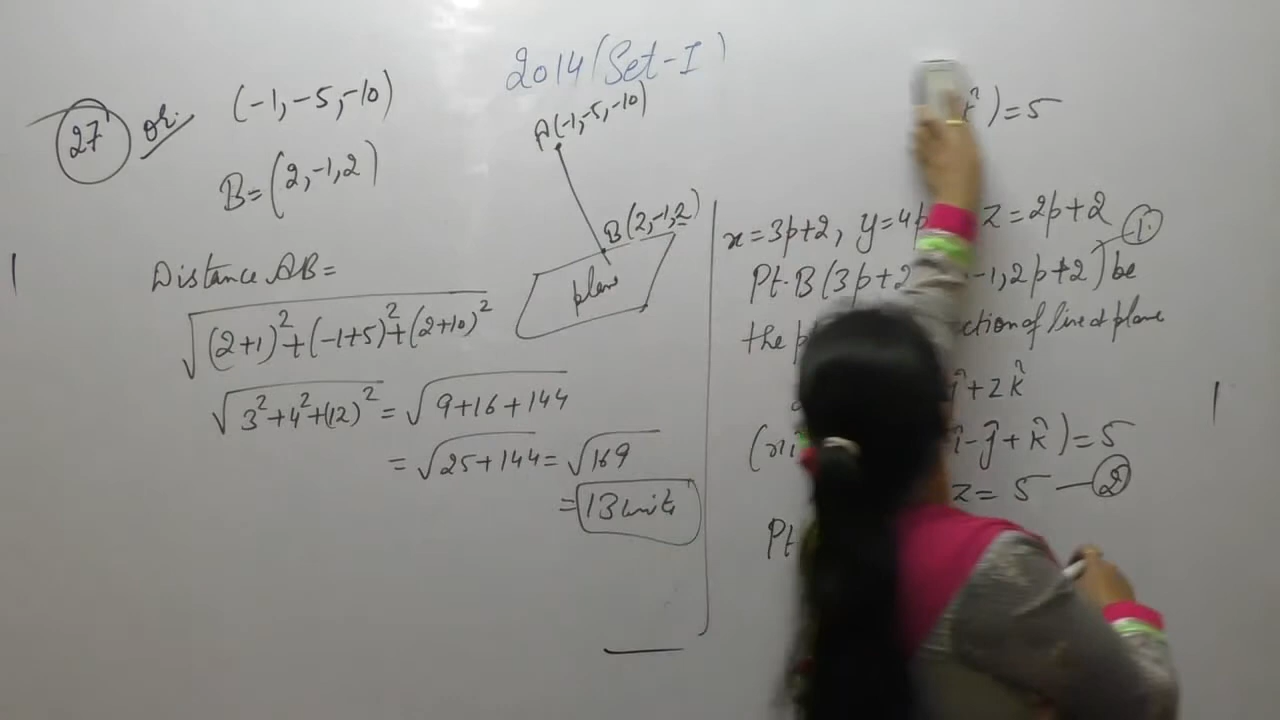 2014 (Set-I)
27 or.
(-1,-5,-10)
B=(2,-1,2)
A(-1,-5,-10)
B(2,-1,2)
plane
Distance AB=
√(2+1)²+(-1+5)²+(2+10)²
√3²+4²+(12)² = √9+16+144
= √25+144 = √169
= 13 units
k̂)=5
x=3p+2, y=4p z=2p+2
1.
Pt. B(3p+2 -1, 2p+2) be
the ction of line & plane
ĵ+zk̂
(xî î-ĵ+k̂)=5
z= 5 — 2
Pt